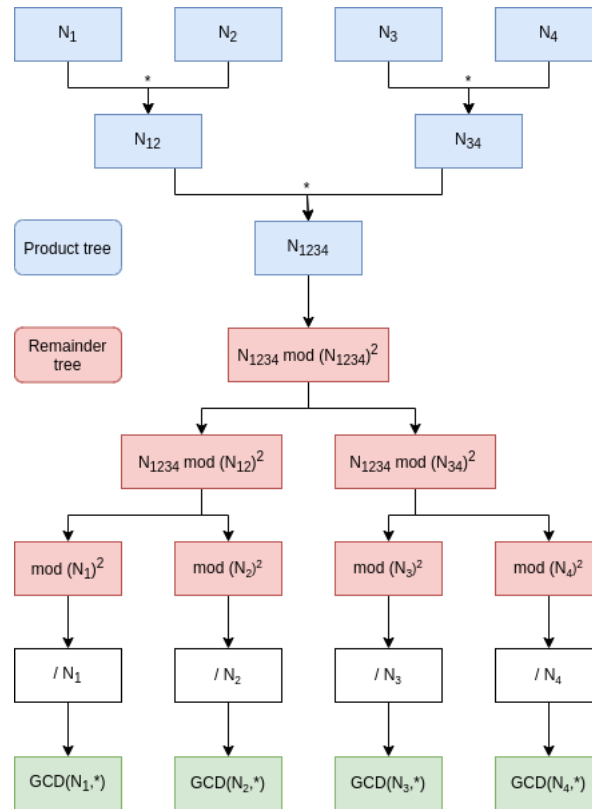 N₁ N₂ N₃ N₄
* *
N₁₂ N₃₄
*
Product tree N₁₂₃₄
Remainder
tree
N₁₂₃₄ mod (N₁₂₃₄)²
N₁₂₃₄ mod (N₁₂)² N₁₂₃₄ mod (N₃₄)²
mod (N₁)² mod (N₂)² mod (N₃)² mod (N₄)²
/ N₁ / N₂ / N₃ / N₄
GCD(N₁,*) GCD(N₂,*) GCD(N₃,*) GCD(N₄,*)